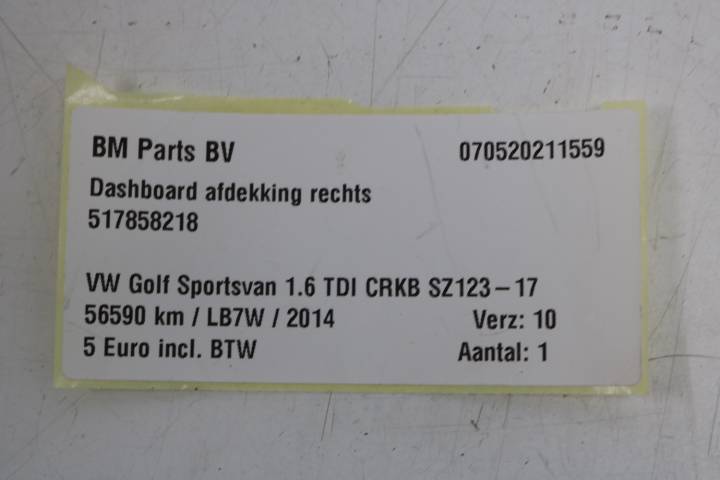 BM Parts BV 070520211559
Dashboard afdekking rechts
517858218
VW Golf Sportsvan 1.6 TDI CRKB SZ123-17
56590 km / LB7W / 2014 Verz: 10
5 Euro incl. BTW Aantal: 1